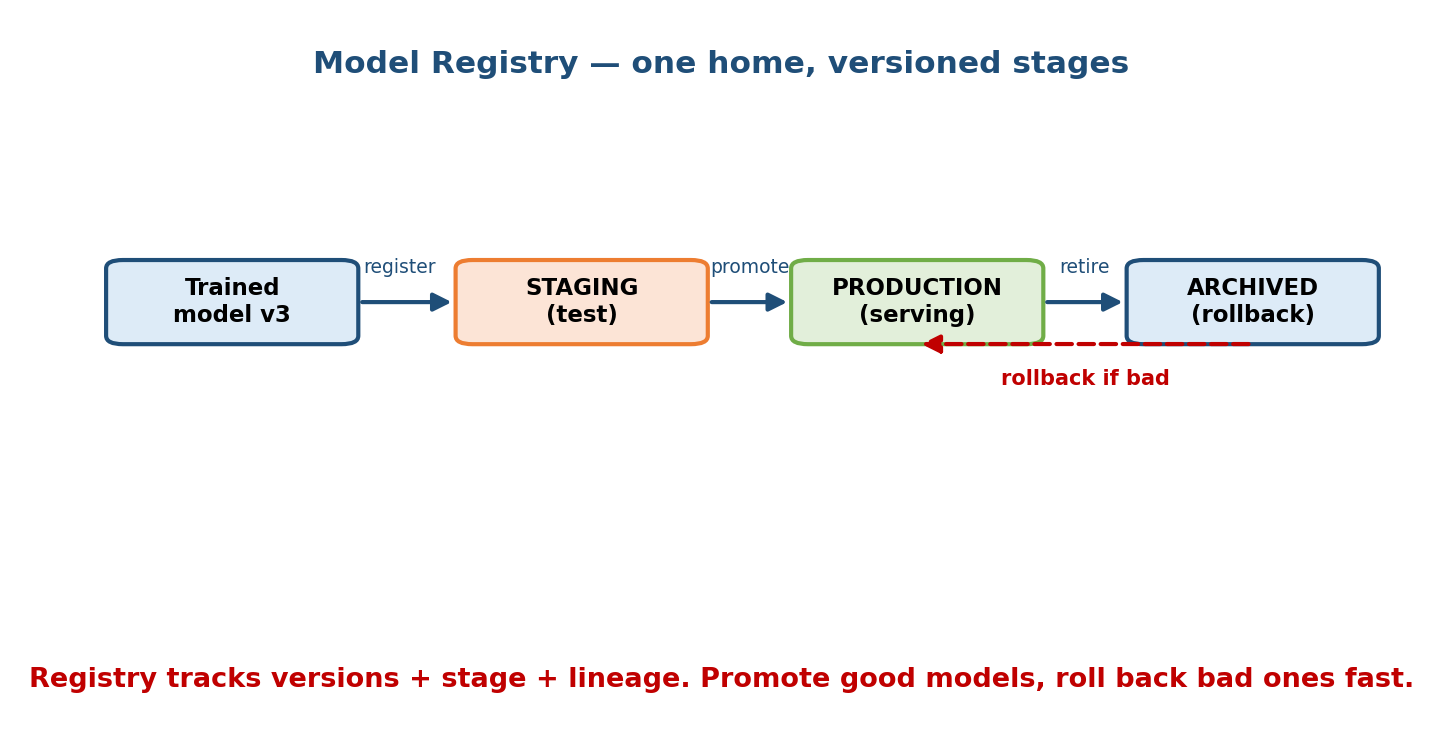 Model Registry — one home, versioned stages
register
promote
retire
Trained
model v3
STAGING
(test)
PRODUCTION
(serving)
ARCHIVED
(rollback)
rollback if bad
Registry tracks versions + stage + lineage. Promote good models, roll back bad ones fast.